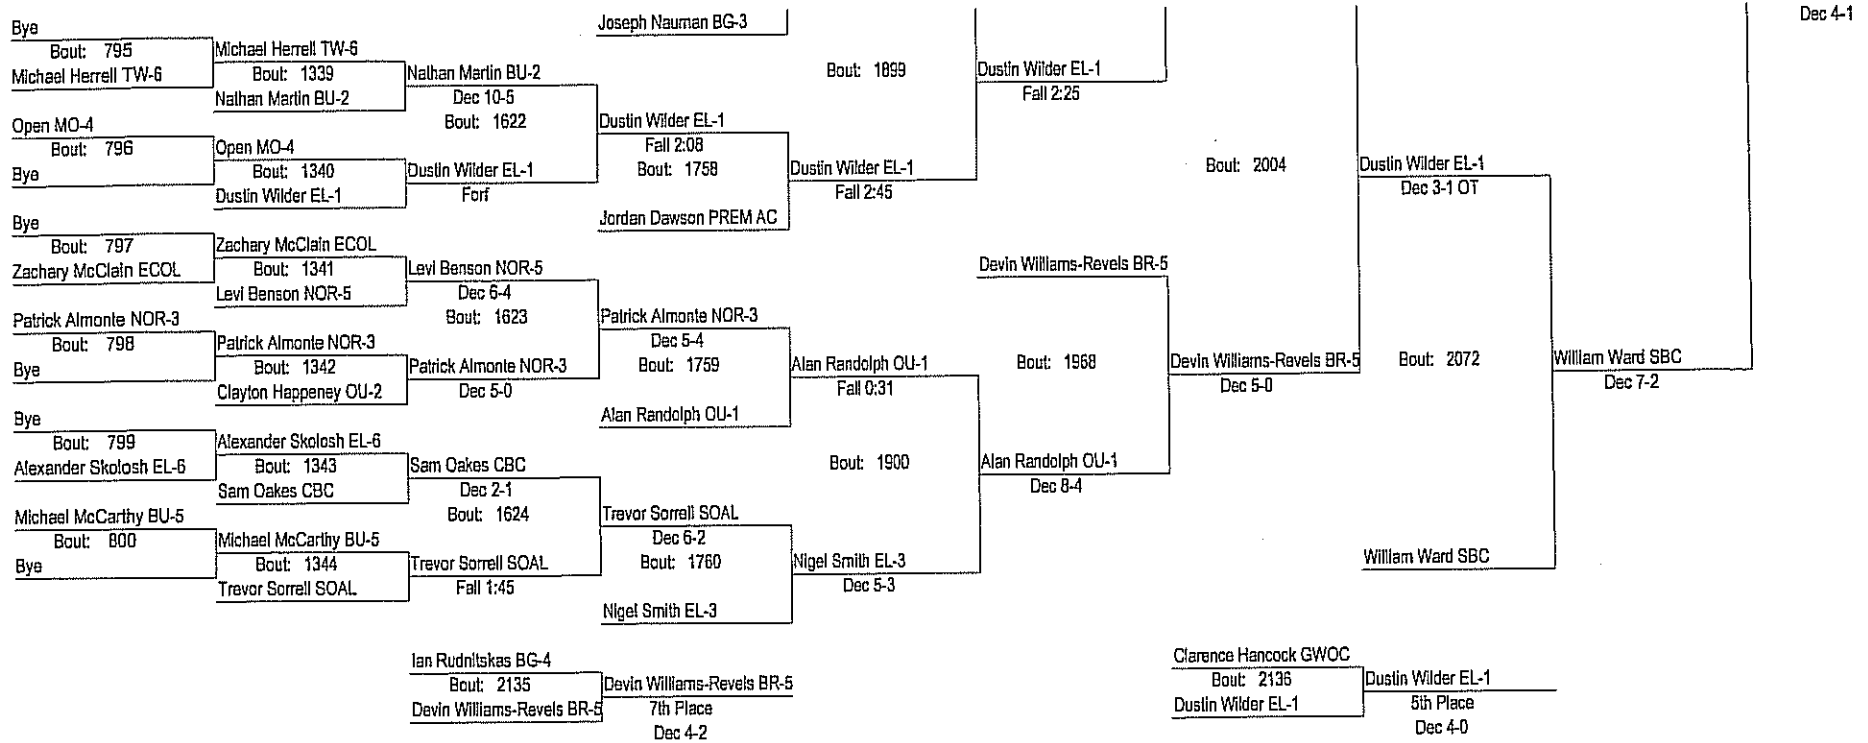 Bye
Bout: 795
Michael Herrell TW-6
Open MO-4
Bout: 796
Bye
Bye
Bout: 797
Zachary McClain ECOL
Patrick Almonte NOR-3
Bout: 798
Bye
Bye
Bout: 799
Alexander Skolosh EL-6
Michael McCarthy BU-5
Bout: 800
Bye
Michael Herrell TW-6
Bout: 1339
Nathan Martin BU-2
Open MO-4
Bout: 1340
Dustin Wilder EL-1
Zachary McClain ECOL
Bout: 1341
Levi Benson NOR-5
Patrick Almonte NOR-3
Bout: 1342
Clayton Happeney OU-2
Alexander Skolosh EL-6
Bout: 1343
Sam Oakes CBC
Michael McCarthy BU-5
Bout: 1344
Trevor Sorrell SOAL
Nathan Martin BU-2
Dec 10-5
Bout: 1622
Dustin Wilder EL-1
Forf
Levi Benson NOR-5
Dec 6-4
Bout: 1623
Patrick Almonte NOR-3
Dec 5-0
Sam Oakes CBC
Dec 2-1
Bout: 1624
Trevor Sorrell SOAL
Fall 1:45
Joseph Nauman BG-3
Dustin Wilder EL-1
Fall 2:08
Bout: 1758
Jordan Dawson PREM AC
Patrick Almonte NOR-3
Dec 5-4
Bout: 1759
Alan Randolph OU-1
Trevor Sorrell SOAL
Dec 6-2
Bout: 1760
Nigel Smith EL-3
Bout: 1899
Dustin Wilder EL-1
Fall 2:45
Alan Randolph OU-1
Fall 0:31
Bout: 1900
Nigel Smith EL-3
Dec 5-3
Dustin Wilder EL-1
Fall 2:25
Devin Williams-Revels BR-5
Bout: 1968
Alan Randolph OU-1
Dec 8-4
Bout: 2004
Devin Williams-Revels BR-5
Dec 5-0
Dustin Wilder EL-1
Dec 3-1 OT
Bout: 2072
William Ward SBC
William Ward SBC
Dec 7-2
Dec 4-1
Ian Rudnitskas BG-4
Bout: 2135
Devin Williams-Revels BR-5
Devin Williams-Revels BR-5
7th Place
Dec 4-2
Clarence Hancock GWOC
Bout: 2136
Dustin Wilder EL-1
Dustin Wilder EL-1
5th Place
Dec 4-0